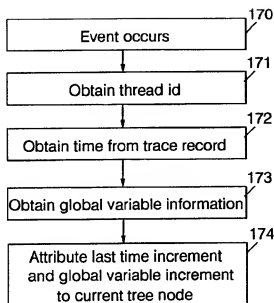 170
Event occurs
171
Obtain thread id
172
Obtain time from trace record
173
Obtain global variable information
174
Attribute last time increment
and global variable increment
to current tree node